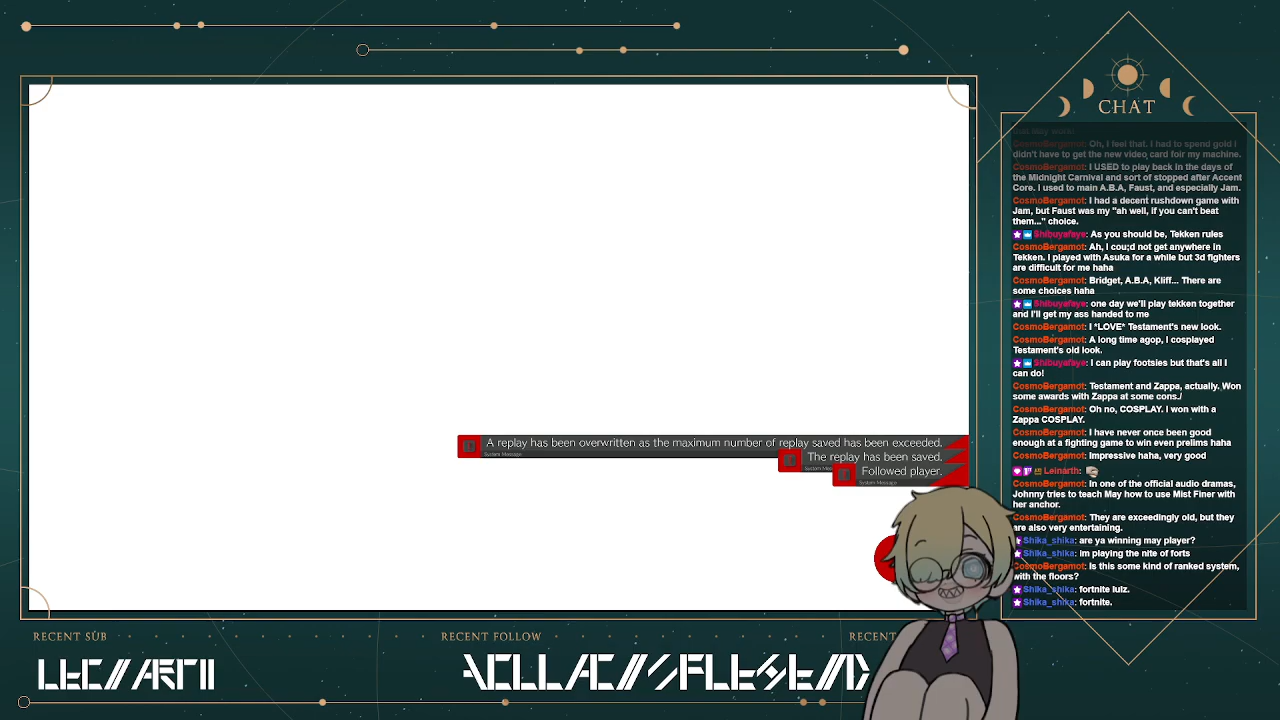 CHAT
CosmoBergamot: Oh, I feel that. I had to spend gold I
didn't have to get the new video card foir my machine.
CosmoBergamot: I USED to play back in the days of
the Midnight Carnival and sort of stopped after Accent
Core. I used to main A.B.A, Faust, and especially Jam.
CosmoBergamot: I had a decent rushdown game with
Jam, but Faust was my "ah well, if you can't beat
them..." choice.
Shibuyafaye: As you should be, Tekken rules
CosmoBergamot: Ah, I cou;d not get anywhere in
Tekken. I played with Asuka for a while but 3d fighters
are difficult for me haha
CosmoBergamot: Bridget, A.B.A, Kliff... There are
some choices haha
Shibuyafaye: one day we'll play tekken together
and I'll get my ass handed to me
CosmoBergamot: I *LOVE* Testament's new look.
CosmoBergamot: A long time agop, I cosplayed
Testament's old look.
Shibuyafaye: I can play footsies but that's all I
can do!
CosmoBergamot: Testament and Zappa, actually. Won
some awards with Zappa at some cons./
CosmoBergamot: Oh no, COSPLAY. I won with a
Zappa COSPLAY.
CosmoBergamot: I have never once been good
enough at a fighting game to win even prelims haha
CosmoBergamot: Impressive haha, very good
Leinarth:
CosmoBergamot: In one of the official audio dramas,
Johnny tries to teach May how to use Mist Finer with
her anchor.
CosmoBergamot: They are exceedingly old, but they
are also very entertaining.
Shika_shika: are ya winning may player?
Shika_shika: im playing the nite of forts
CosmoBergamot: Is this some kind of ranked system,
with the floors?
Shika_shika: fortnite lulz.
Shika_shika: fortnite.
A replay has been overwritten as the maximum number of replay saved has been exceeded.
System Message
The replay has been saved.
System Mess
Followed player.
System Message
RECENT SUB
RECENT FOLLOW
RECENT